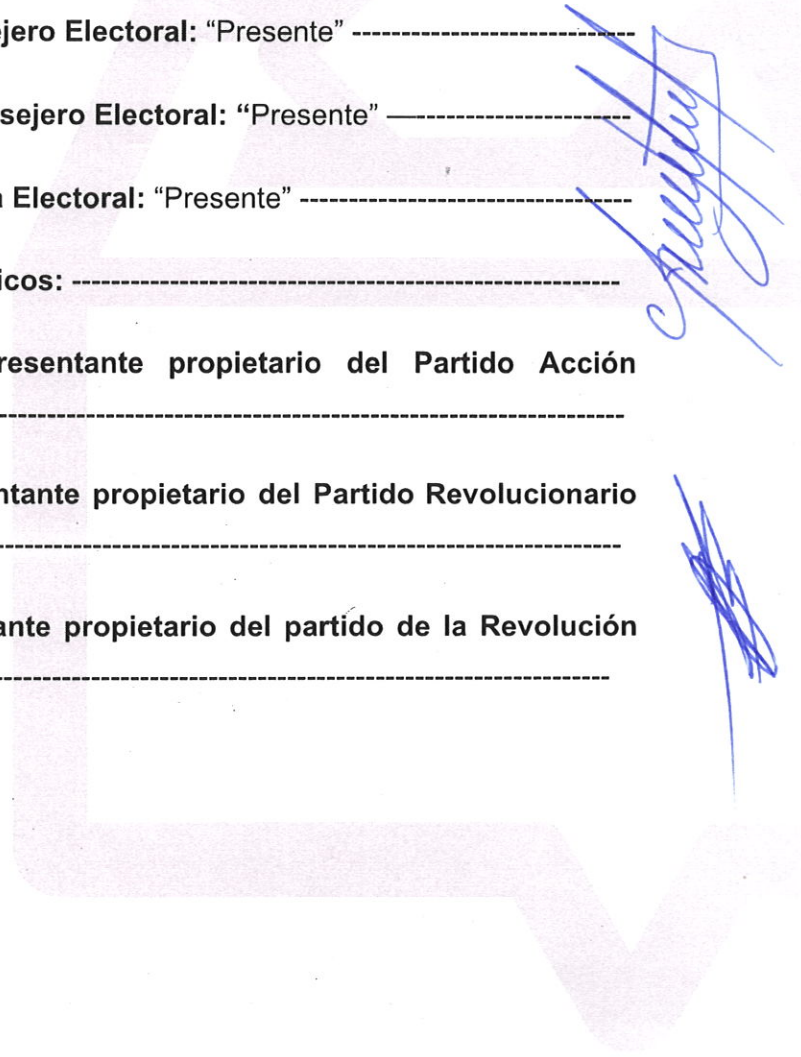 ejero Electoral: “Presente” -----------------------------
sejero Electoral: “Presente” —----------------------
a Electoral: “Presente” -----------------------------------
icos: ----------------------------------------------------------
resentante propietario del Partido Acción
------------------------------------------------------------------
ntante propietario del Partido Revolucionario
------------------------------------------------------------------
ante propietario del partido de la Revolución
----------------------------------------------------------------